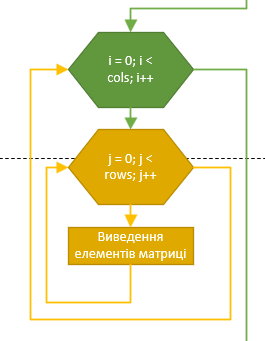 i = 0; i <
cols; i++
j = 0; j <
rows; j++
Виведення
елементів матриці